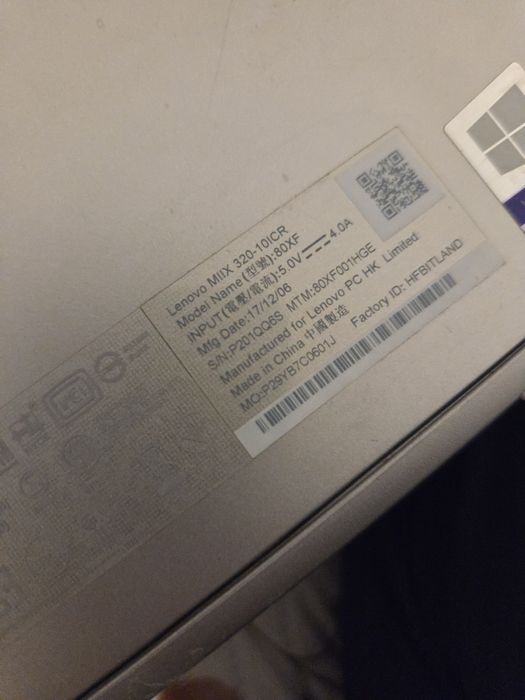 Lenovo MIIX 320-10ICR
Model Name(型號):80XF
INPUT(電壓/電流):5.0V⎓4.0A
Mfg Date:17/12/06
S/N:P201QQ6S MTM:80XF001HGE
Manufactured for Lenovo PC HK Limited:
Made in China 中國製造 Factory ID: HFBITLAND
MO:P29YB7C0601J